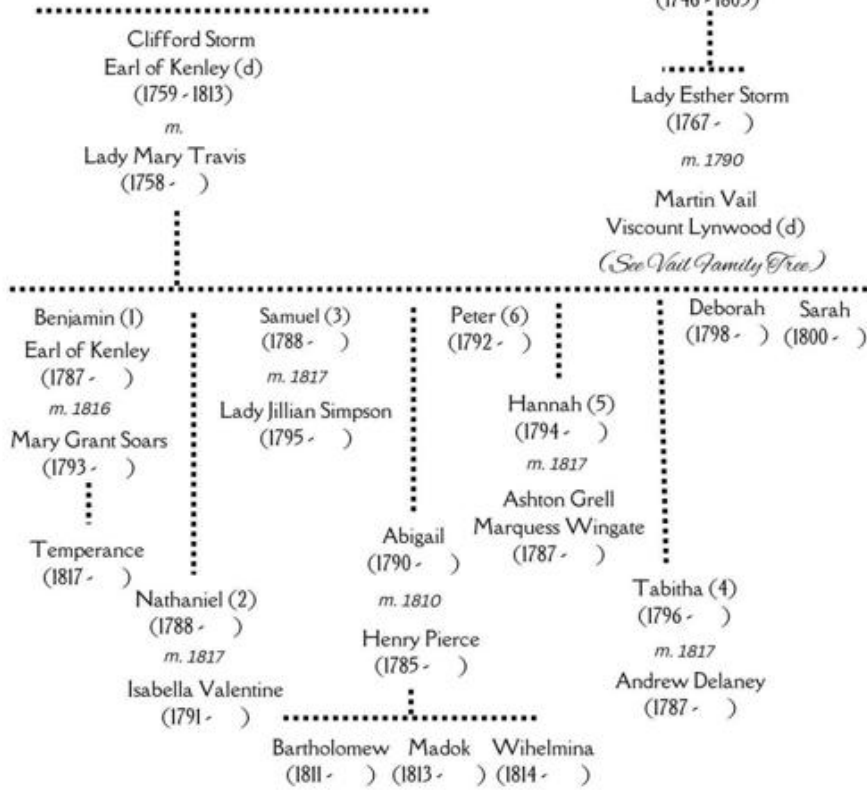 (1746 - 1805)
Clifford Storm
Earl of Kenley (d)
(1759 - 1813)
m.
Lady Mary Travis
(1758 - )
Lady Esther Storm
(1767 - )
m. 1790
Martin Vail
Viscount Lynwood (d)
(See Vail Family Tree)
Benjamin (1)
Earl of Kenley
(1787 - )
m. 1816
Mary Grant Soars
(1793 - )
Temperance
(1817 - )
Nathaniel (2)
(1788 - )
m. 1817
Isabella Valentine
(1791 - )
Samuel (3)
(1788 - )
m. 1817
Lady Jillian Simpson
(1795 - )
Abigail
(1790 - )
m. 1810
Henry Pierce
(1785 - )
Bartholomew Madok Wihelmina
(1811 - ) (1813 - ) (1814 - )
Peter (6)
(1792 - )
Hannah (5)
(1794 - )
m. 1817
Ashton Grell
Marquess Wingate
(1787 - )
Tabitha (4)
(1796 - )
m. 1817
Andrew Delaney
(1787 - )
Deborah
(1798 - )
Sarah
(1800 - )